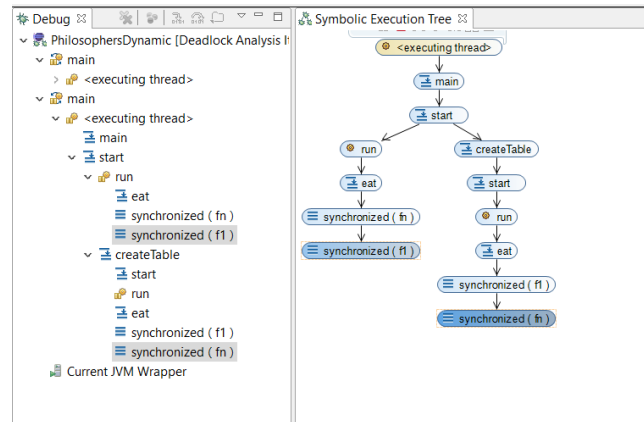 Debug
PhilosophersDynamic [Deadlock Analysis It
main
<executing thread>
main
<executing thread>
main
start
run
eat
synchronized ( fn )
synchronized ( f1 )
createTable
start
run
eat
synchronized ( f1 )
synchronized ( fn )
Current JVM Wrapper
Symbolic Execution Tree
<executing thread>
main
start
run
createTable
eat
start
synchronized ( fn )
run
synchronized ( f1 )
eat
synchronized ( f1 )
synchronized ( fn )